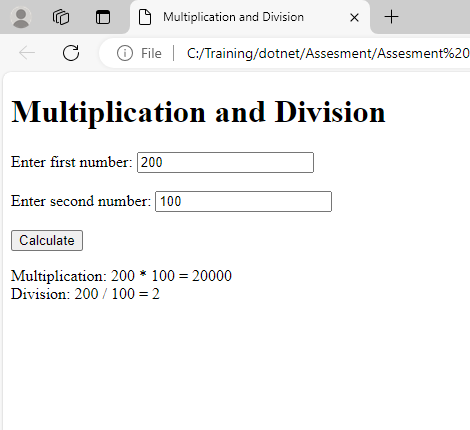 Multiplication and Division
File | C:/Training/dotnet/Assesment/Assesment%20
Multiplication and Division
Enter first number: 200
Enter second number: 100
Calculate
Multiplication: 200 * 100 = 20000
Division: 200 / 100 = 2